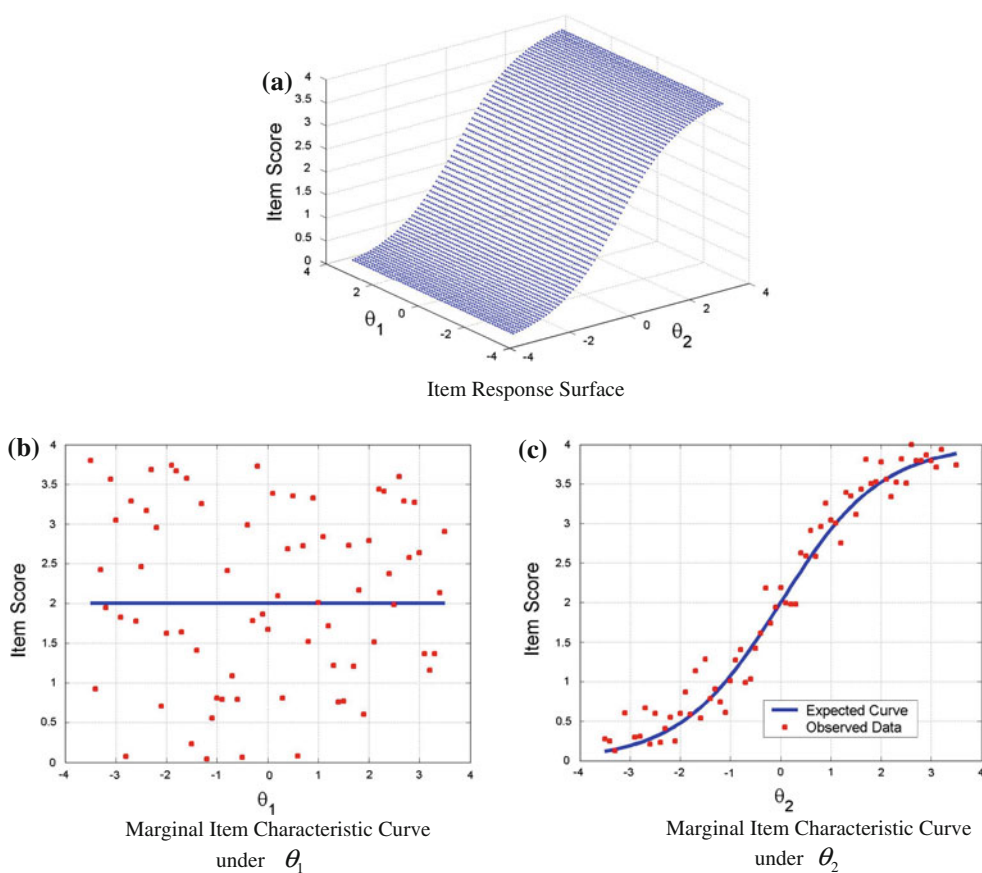 (a)
Item Score
4
3.5
3
2.5
2
1.5
1
0.5
0
4
2
0
-2
-4
θ1
-4
-2
0
2
4
θ2
Item Response Surface
(b)
Item Score
4
3.5
3
2.5
2
1.5
1
0.5
0
-4 -3 -2 -1 0 1 2 3 4
θ1
Marginal Item Characteristic Curve
under θ1
(c)
Item Score
4
3.5
3
2.5
2
1.5
1
0.5
0
Expected Curve
Observed Data
-4 -3 -2 -1 0 1 2 3 4
θ2
Marginal Item Characteristic Curve
under θ2